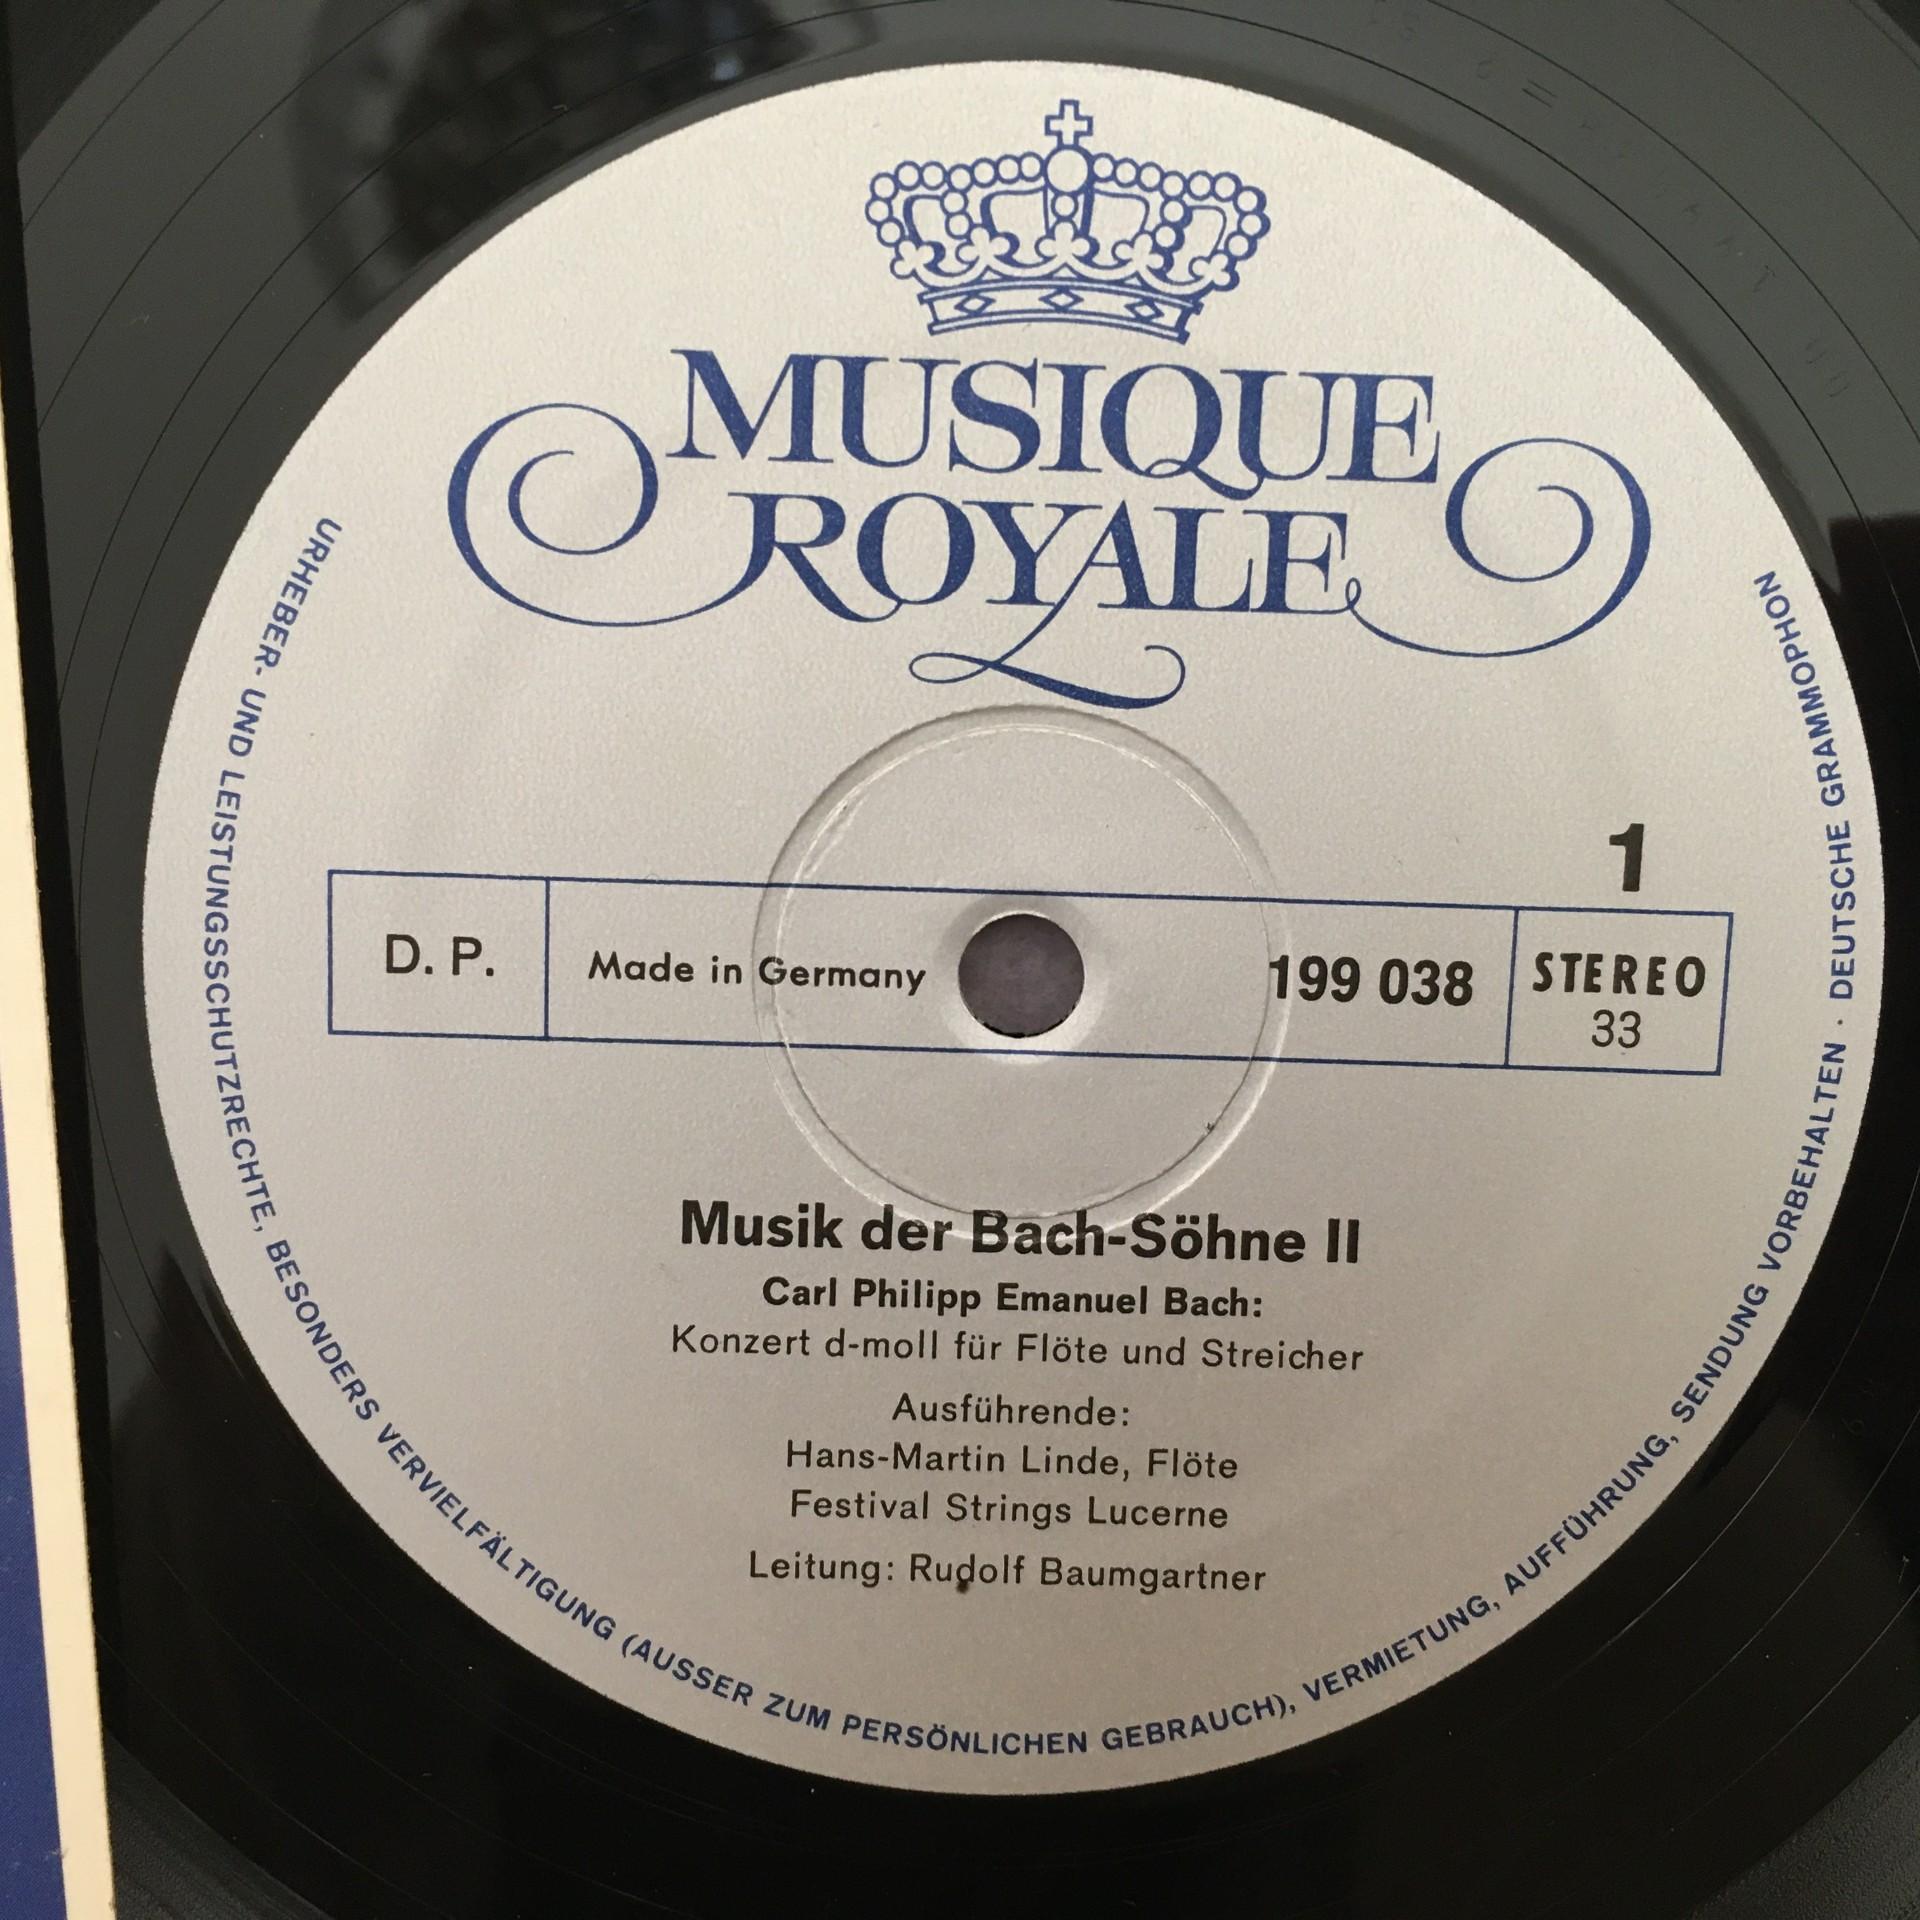 MUSIQUE
ROYALE
1
D. P.
Made in Germany
199 038
STEREO
33
Musik der Bach-Söhne II
Carl Philipp Emanuel Bach:
Konzert d-moll für Flöte und Streicher
Ausführende:
Hans-Martin Linde, Flöte
Festival Strings Lucerne
Leitung: Rudolf Baumgartner
URHEBER- UND LEISTUNGSSCHUTZRECHTE, BESONDERS VERVIELFÄLTIGUNG (AUSSER ZUM PERSÖNLICHEN GEBRAUCH), VERMIETUNG, AUFFÜHRUNG, SENDUNG VORBEHALTEN · DEUTSCHE GRAMMOPHON